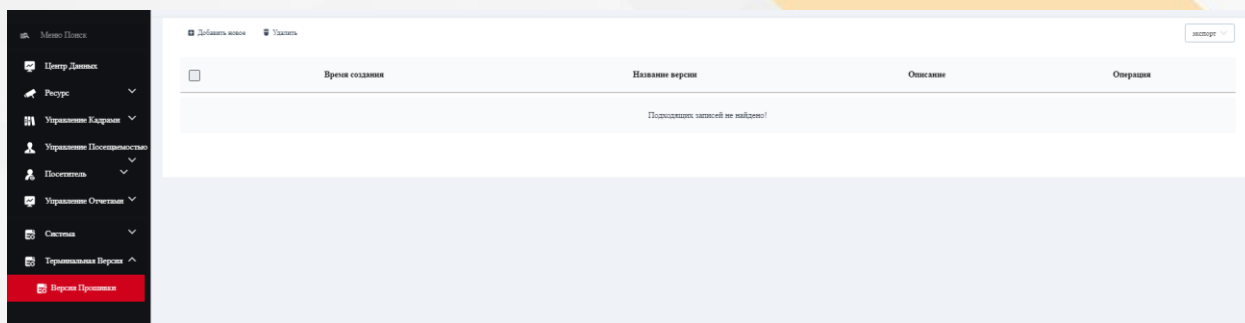 Меню Поиск
Центр Данных
Ресурс
Управление Кадрами
Управление Посещаемостью
Посетитель
Управление Отчетами
Система
Терминальная Версия
Версия Прошивки
Добавить новое Удалить экспорт
Время создания Название версии Описание Операция
Подходящих записей не найдено!